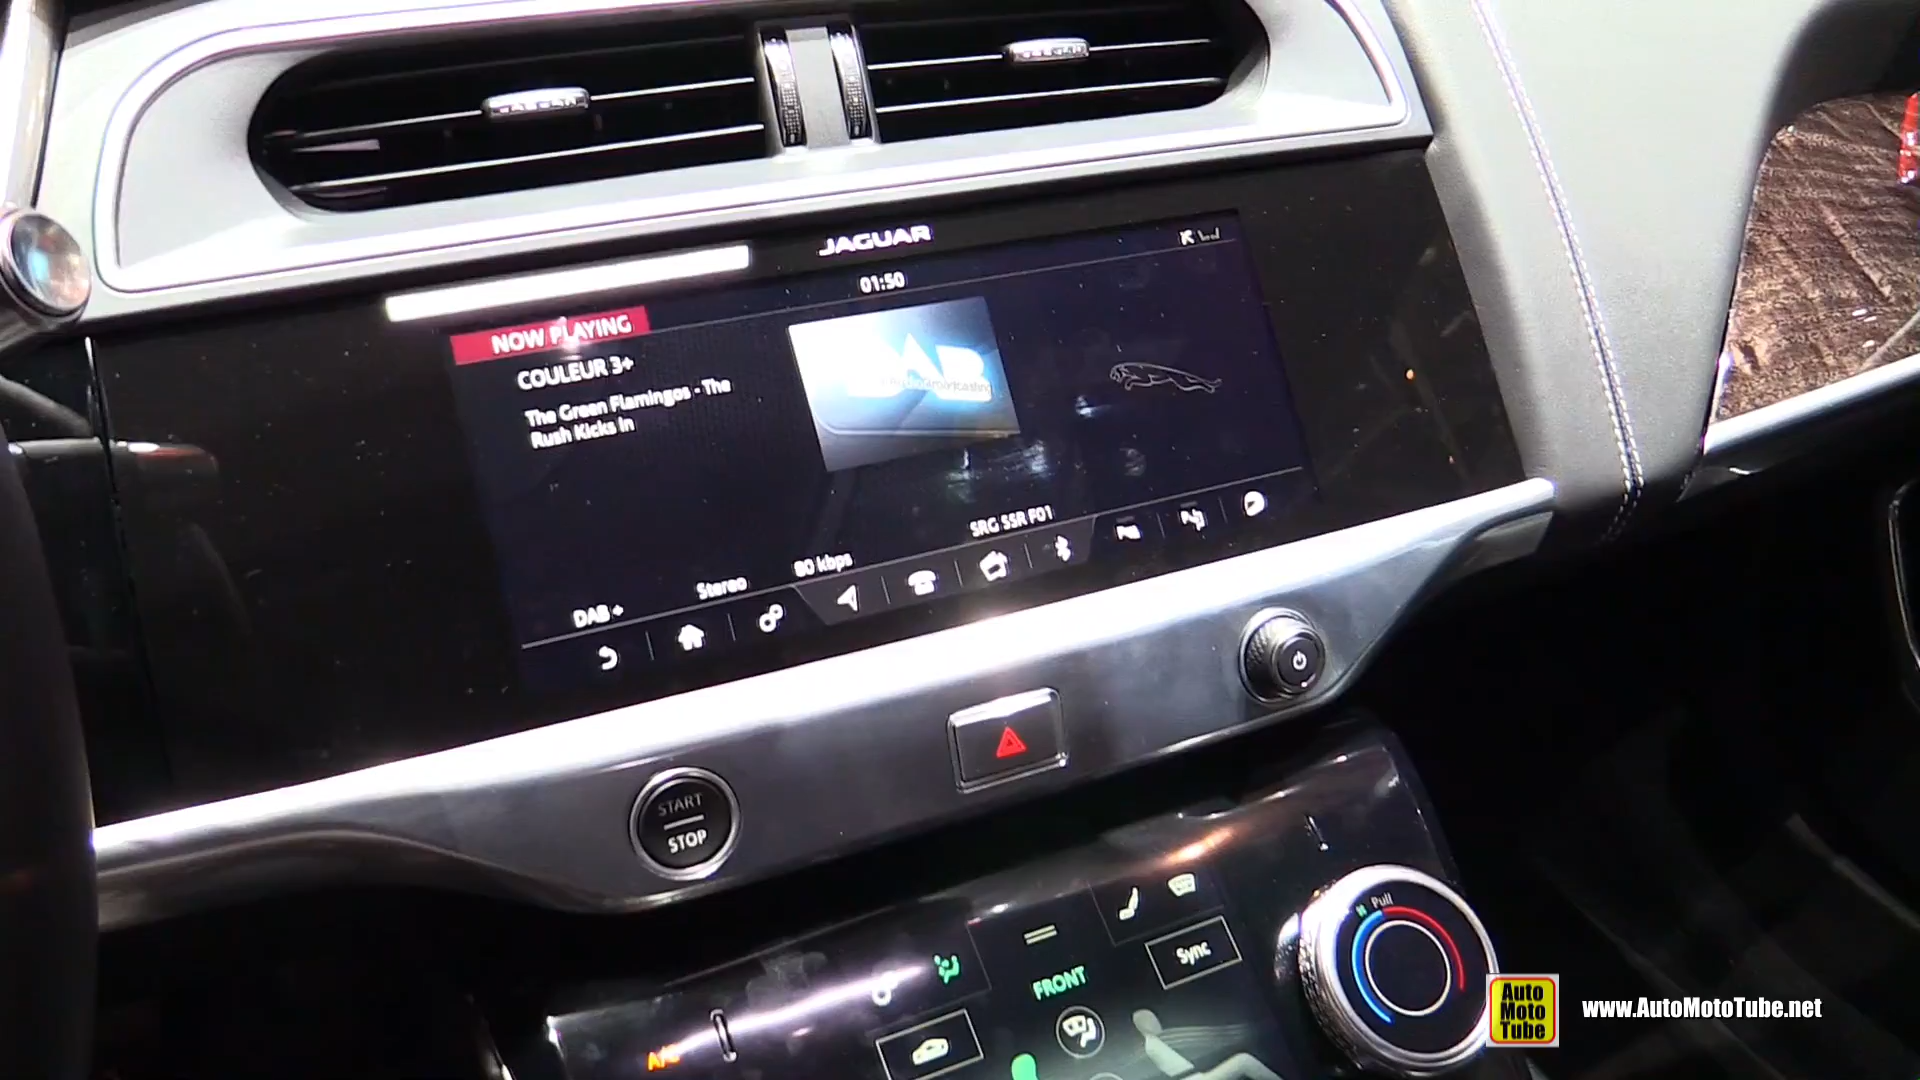 JAGUAR
01:50
NOW PLAYING
COULEUR 3+
The Green Flamingos - The
Rush Kicks In
DAB
SRG SSR F01
80 kbps
Stereo
DAB+
START
STOP
Pull
Sync
FRONT
A/C
Auto
Moto
Tube
www.AutoMotoTube.net